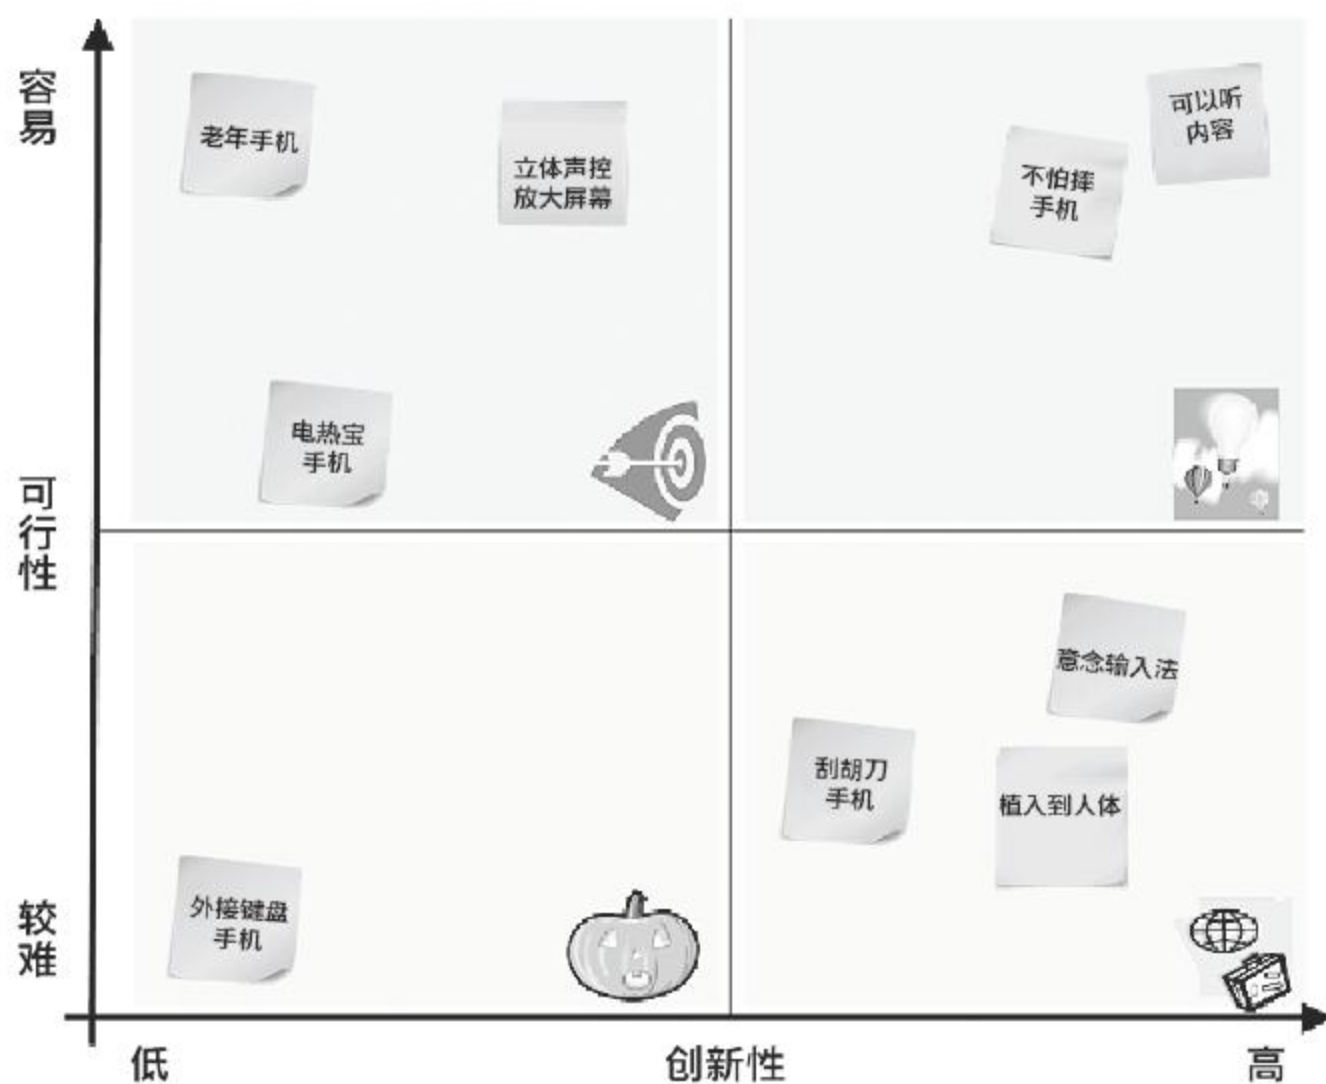 容易
老年手机
立体声控
放大屏幕
不怕摔
手机
可以听
内容
电热宝
手机
可行性
意念输入法
刮胡刀
手机
植入到人体
外接键盘
手机
较难
低
创新性
高